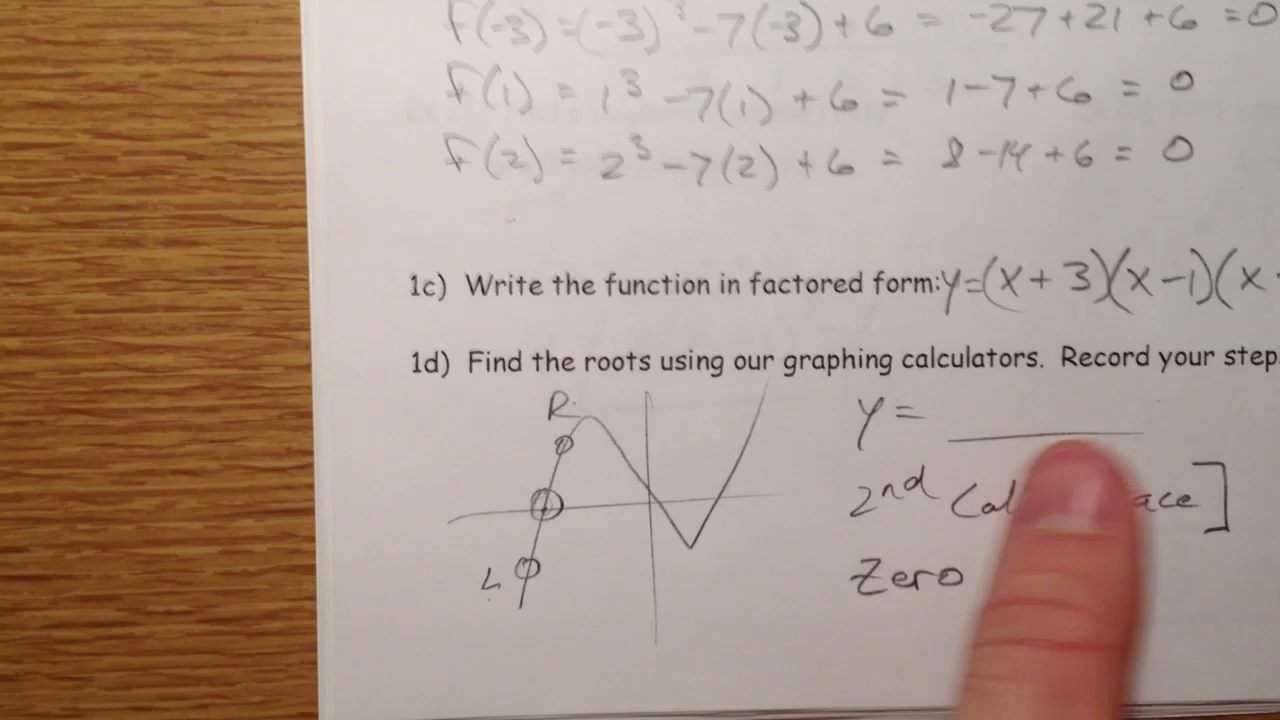 f(-3) = (-3)³ - 7(-3) + 6 = -27 + 21 + 6 = 0
f(1) = 1³ - 7(1) + 6 = 1 - 7 + 6 = 0
f(2) = 2³ - 7(2) + 6 = 8 - 14 + 6 = 0
1c) Write the function in factored form: y=(x+3)(x-1)(x
1d) Find the roots using our graphing calculators. Record your step
R
y =
2nd
Zero
L